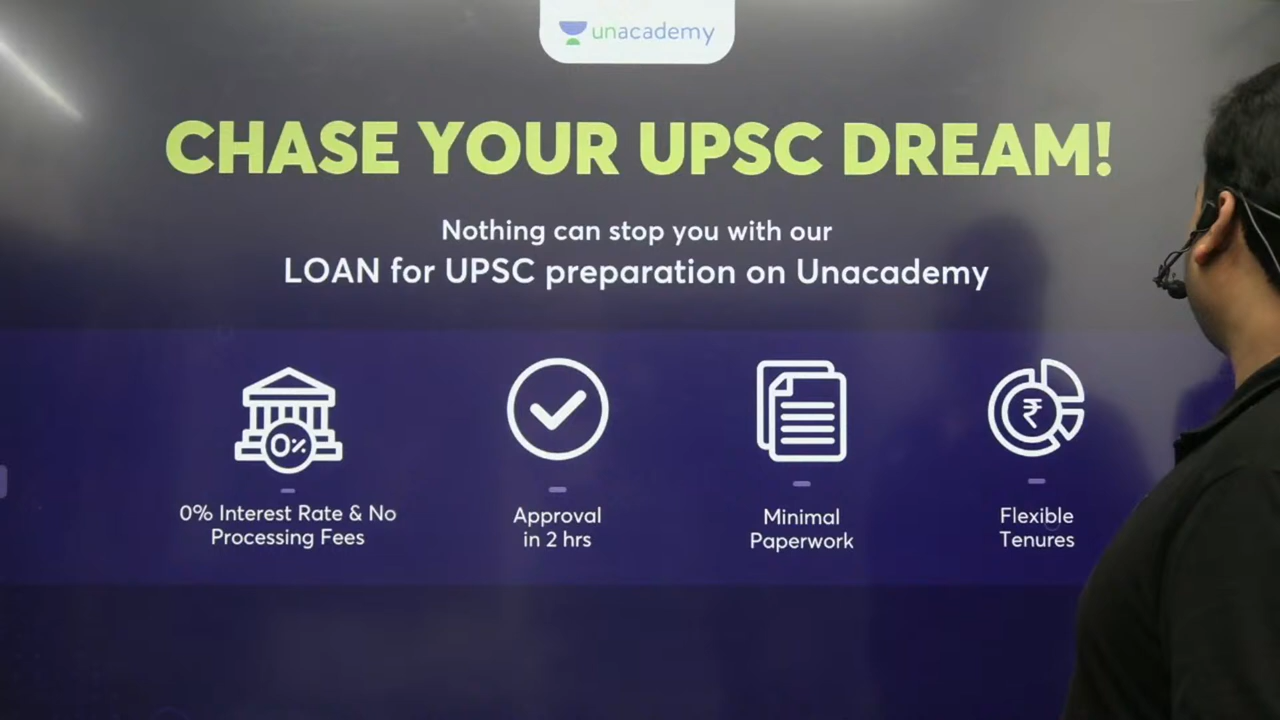 unacademy
CHASE YOUR UPSC DREAM!
Nothing can stop you with our
LOAN for UPSC preparation on Unacademy
0%
₹
0% Interest Rate & No
Processing Fees
Approval
in 2 hrs
Minimal
Paperwork
Flexible
Tenures